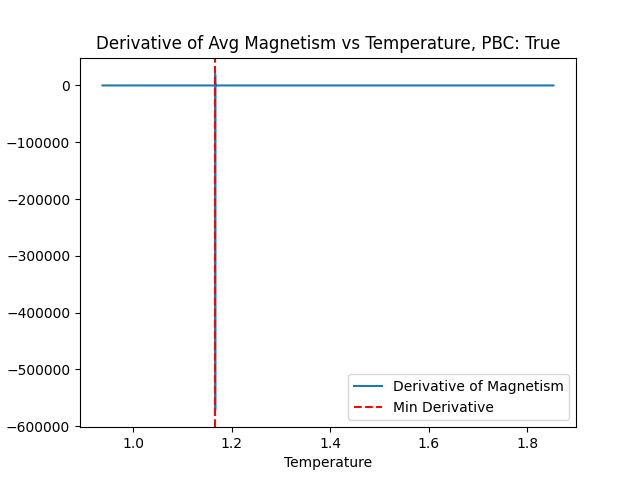 Derivative of Avg Magnetism vs Temperature, PBC: True
0
−100000
−200000
−300000
−400000
−500000
−600000
Derivative of Magnetism
Min Derivative
1.0 1.2 1.4 1.6 1.8
Temperature